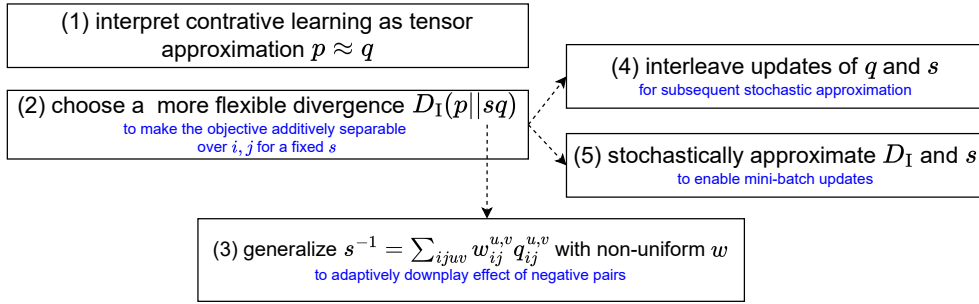 (1) interpret contrative learning as tensor
approximation p ≈ q
(2) choose a more flexible divergence D_I(p||sq)
to make the objective additively separable
over i, j for a fixed s
(4) interleave updates of q and s
for subsequent stochastic approximation
(5) stochastically approximate D_I and s
to enable mini-batch updates
(3) generalize s^{-1} = ∑_{ijuv} w_{ij}^{u,v} q_{ij}^{u,v} with non-uniform w
to adaptively downplay effect of negative pairs